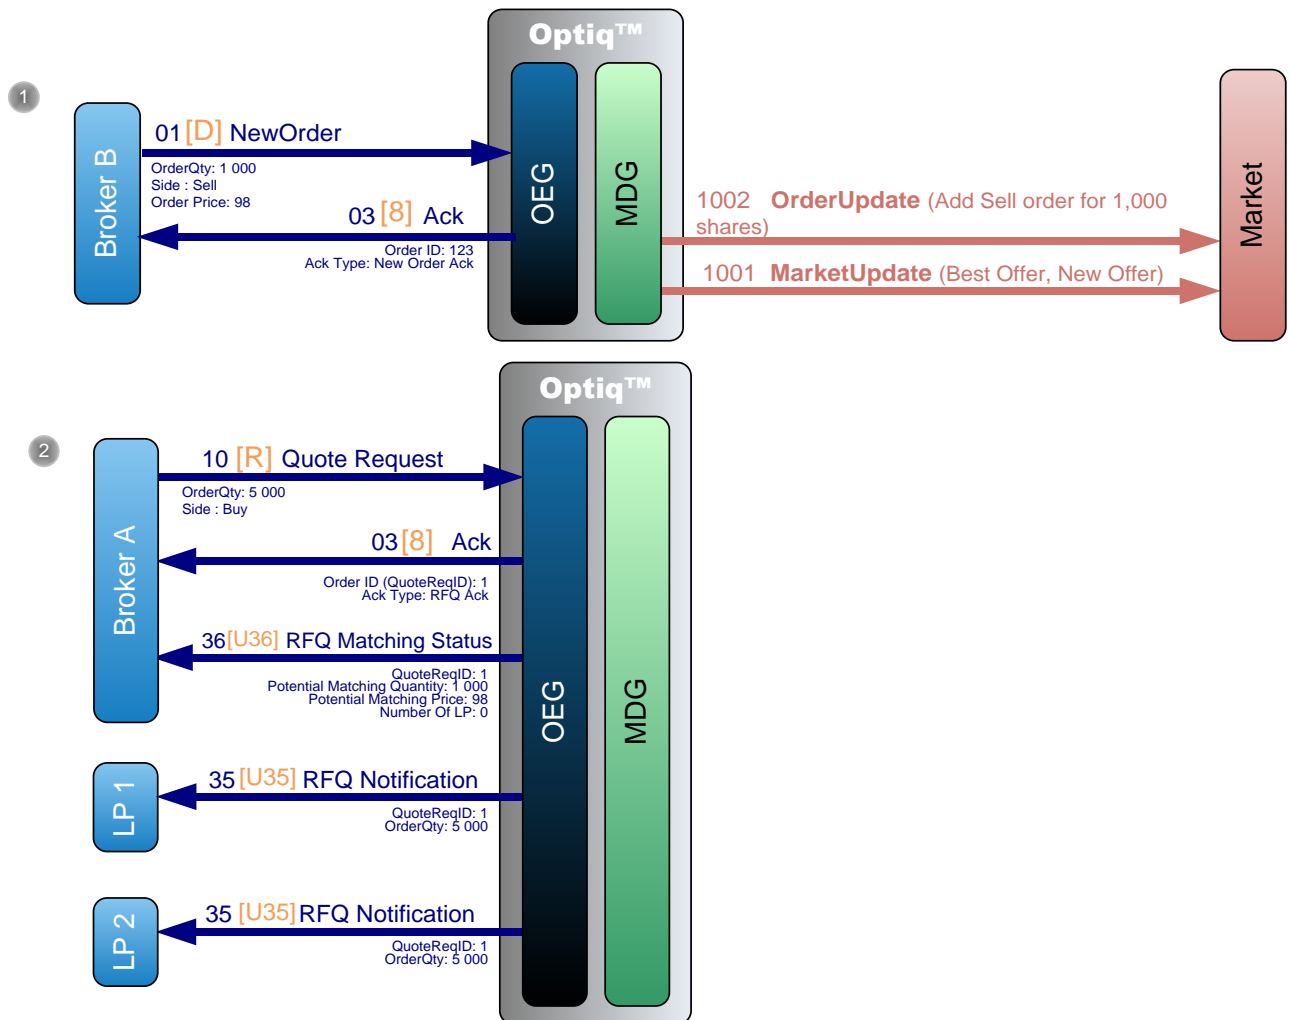 Optiq™
1
Broker B
01 [D] NewOrder
OrderQty: 1 000
Side : Sell
Order Price: 98
03 [8] Ack
Order ID: 123
Ack Type: New Order Ack
OEG
MDG
1002 OrderUpdate (Add Sell order for 1,000
shares)
1001 MarketUpdate (Best Offer, New Offer)
Market
Optiq™
2
Broker A
10 [R] Quote Request
OrderQty: 5 000
Side : Buy
03 [8] Ack
Order ID (QuoteReqID): 1
Ack Type: RFQ Ack
36 [U36] RFQ Matching Status
QuoteReqID: 1
Potential Matching Quantity: 1 000
Potential Matching Price: 98
Number Of LP: 0
OEG
MDG
LP 1
35 [U35] RFQ Notification
QuoteReqID: 1
OrderQty: 5 000
LP 2
35 [U35] RFQ Notification
QuoteReqID: 1
OrderQty: 5 000